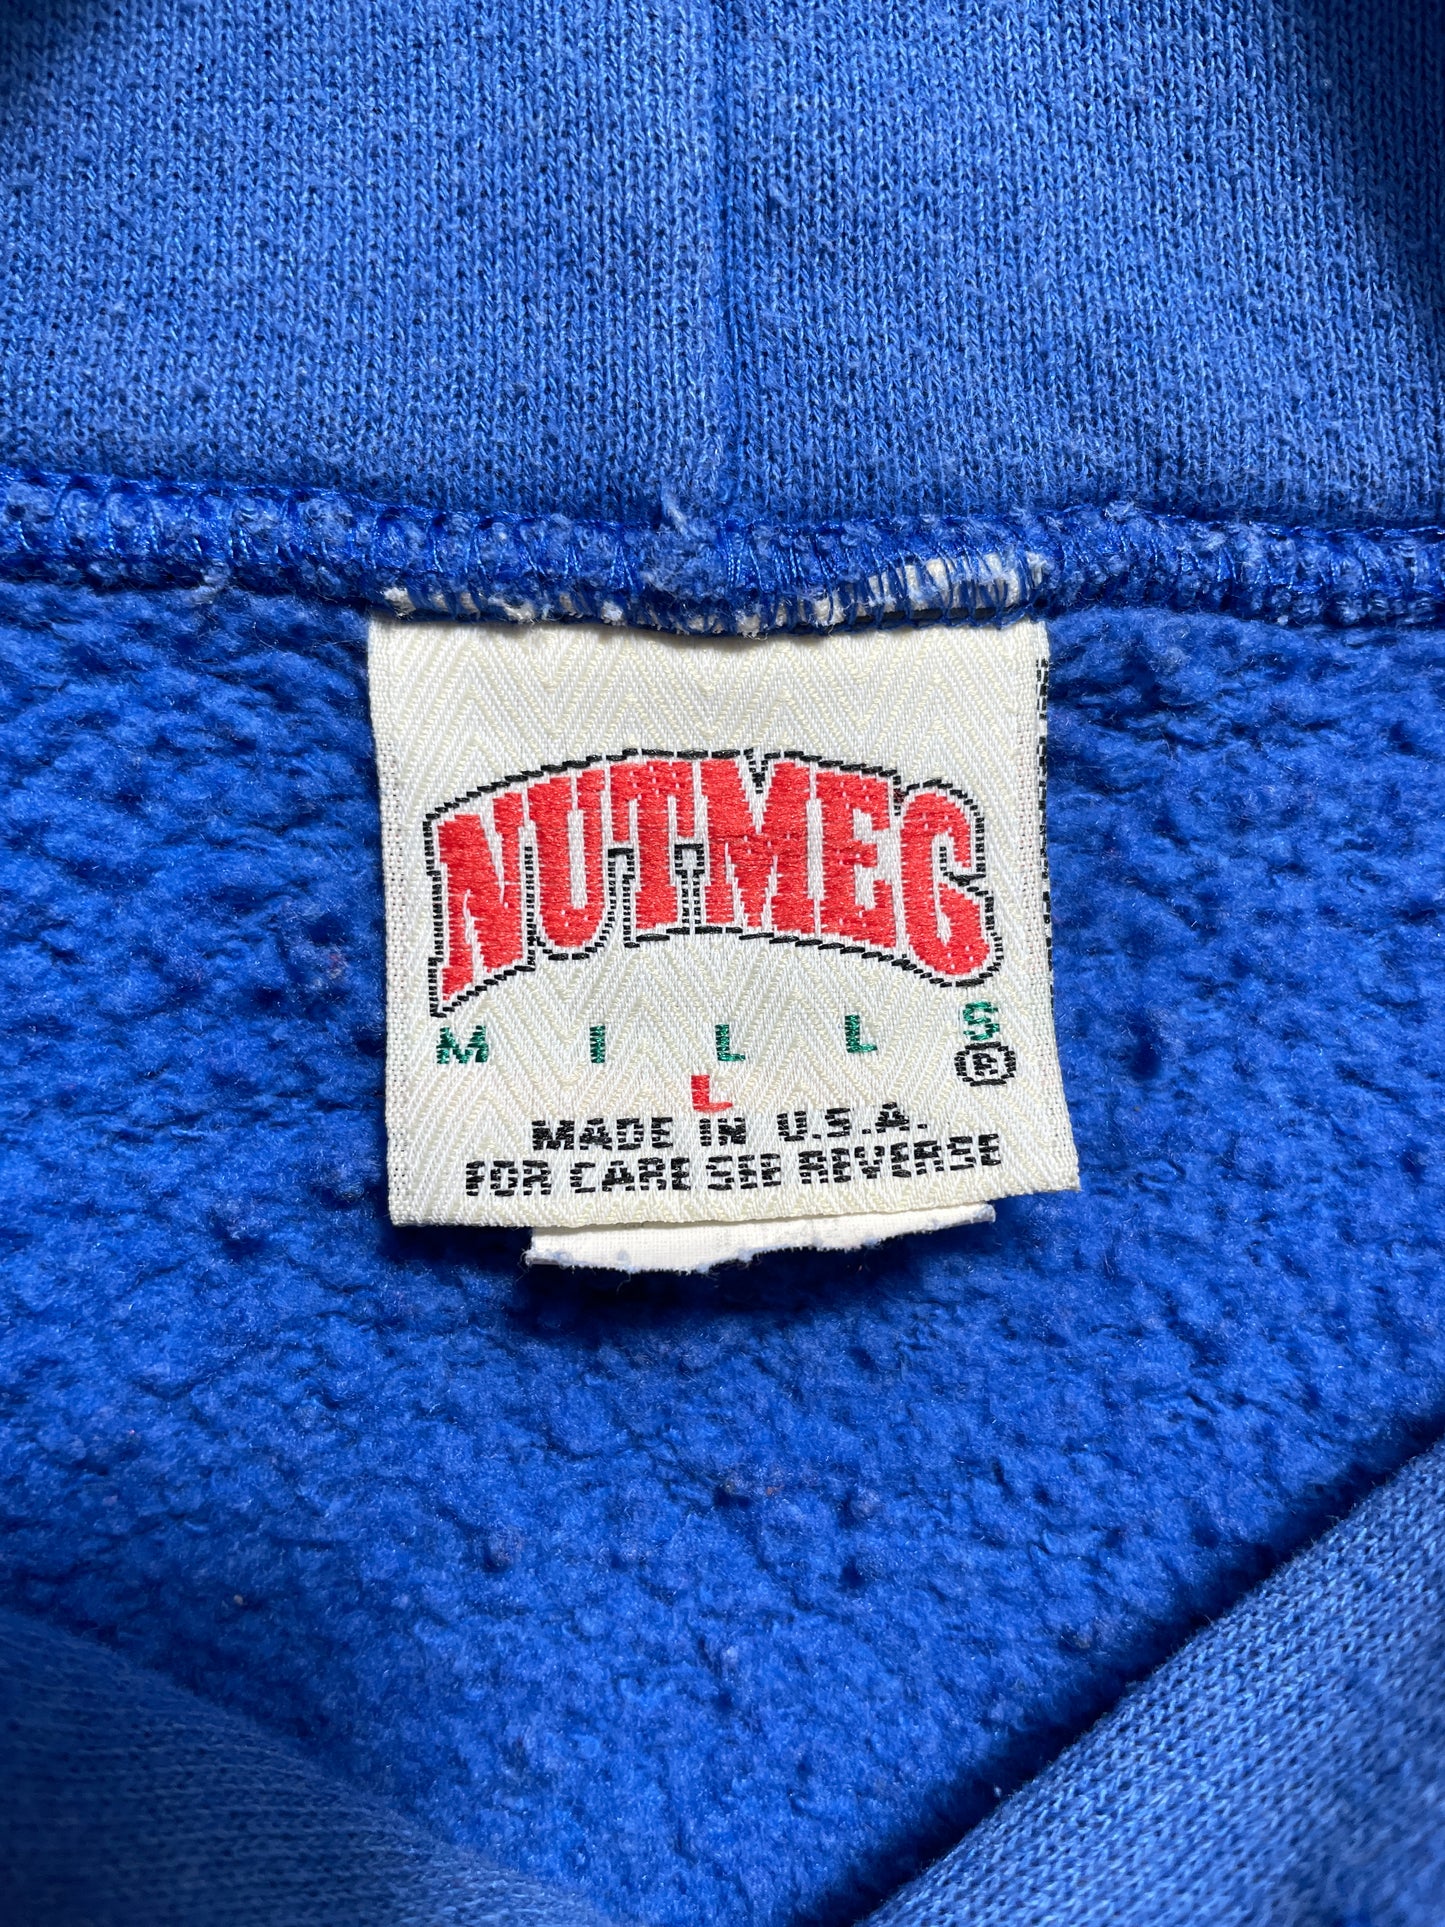 NUTMEG
MILLS
®
L
MADE IN U.S.A.
FOR CARE SEE REVERSE